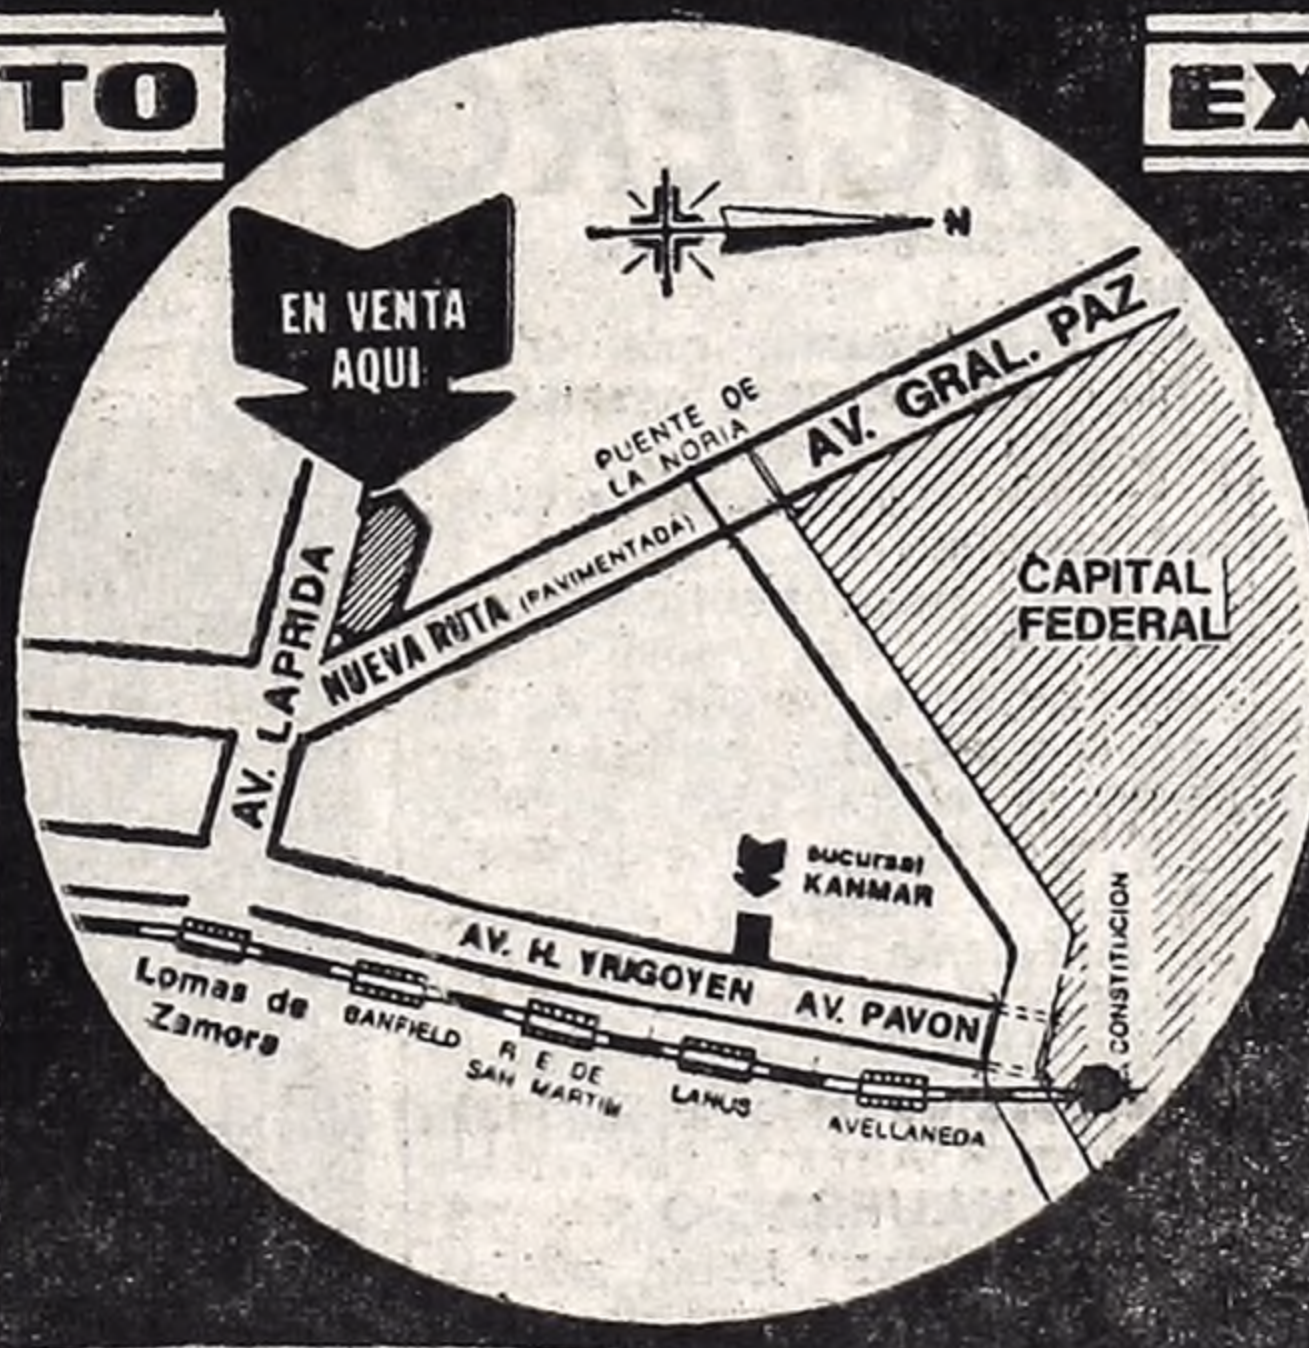 TO
EX
N
EN VENTA
AQUI
AV. GRAL. PAZ
PUENTE DE
LA NORIA
NUEVA RUTA (PAVIMENTADA)
CAPITAL
FEDERAL
AV. LAPRIDA
sucursal
KANMAR
AV. H. YRIGOYEN
AV. PAVON
A CONSTITUCION
Lomas de
Zamora
BANFIELD
R. E. DE
SAN MARTIN
LANUS
AVELLANEDA